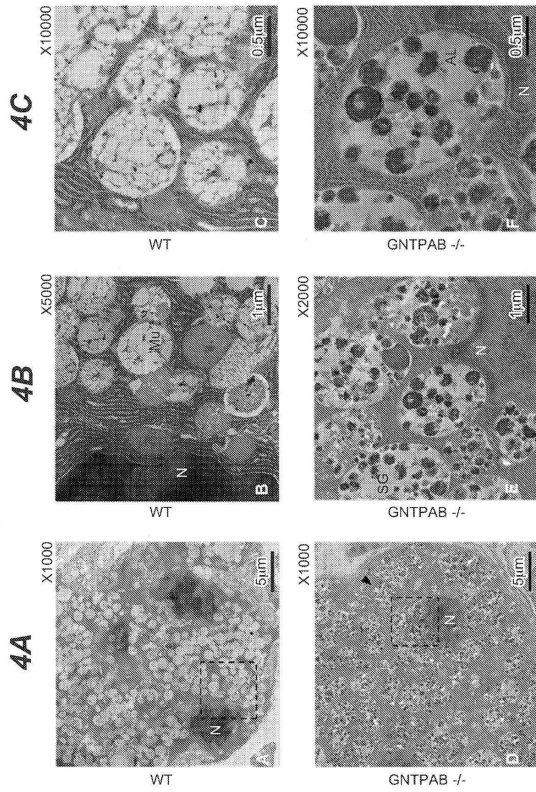 4A
4B
4C
X1000
X5000
X10000
N
A
5µm
N
Mu
B
1µm
C
0.5µm
WT
WT
WT
N
D
5µm
X2000
SG
N
E
1µm
X10000
AL
N
F
0.5µm
GNTPAB -/-
GNTPAB -/-
GNTPAB -/-
X1000